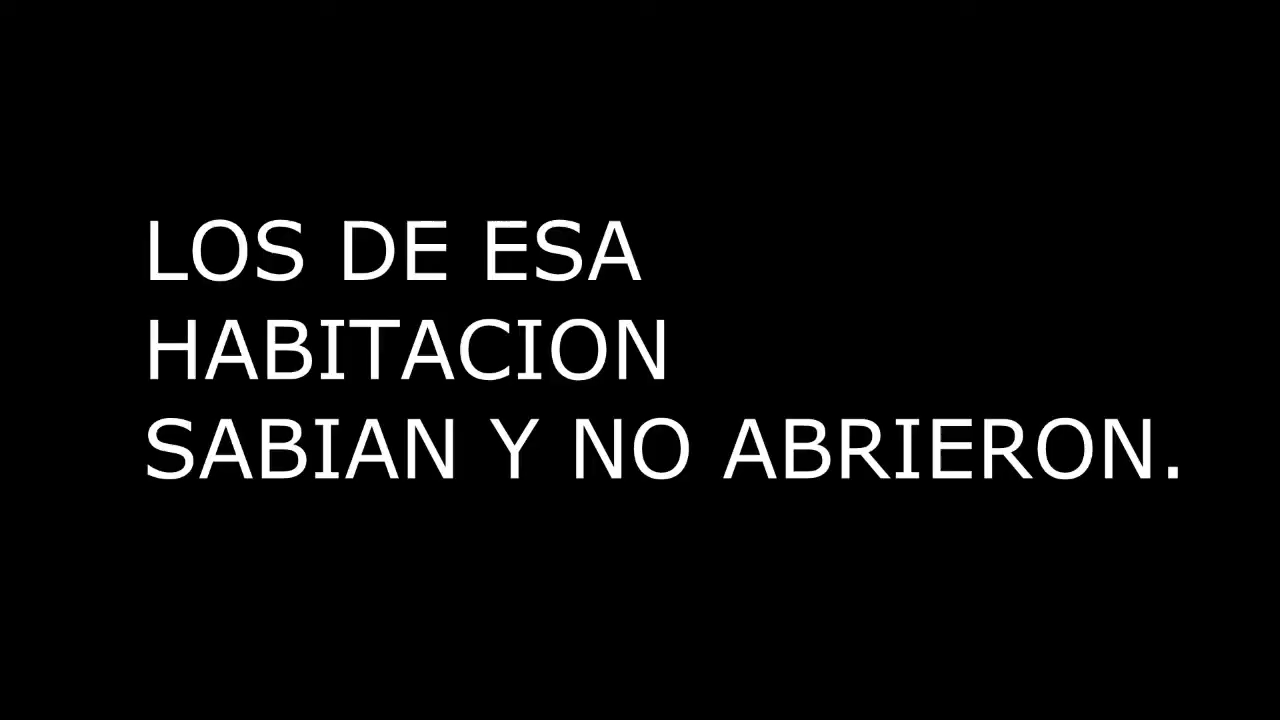 LOS DE ESA
HABITACION
SABIAN Y NO ABRIERON.